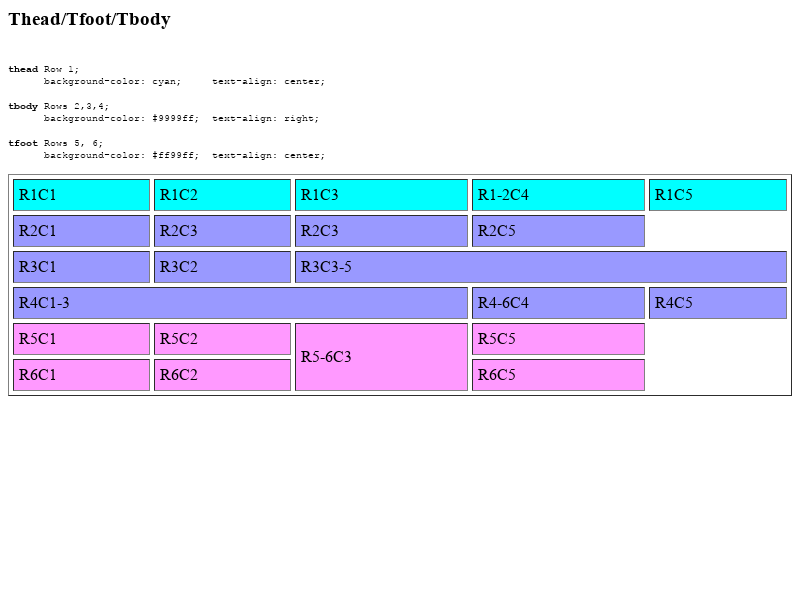 Thead/Tfoot/Tbody
thead Row 1;
background-color: cyan; text-align: center;
tbody Rows 2,3,4;
background-color: #9999ff; text-align: right;
tfoot Rows 5, 6;
background-color: #ff99ff; text-align: center;
R1C1 R1C2 R1C3 R1-2C4 R1C5
R2C1 R2C3 R2C3 R2C5
R3C1 R3C2 R3C3-5
R4C1-3 R4-6C4 R4C5
R5C1 R5C2 R5-6C3 R5C5
R6C1 R6C2 R6C5